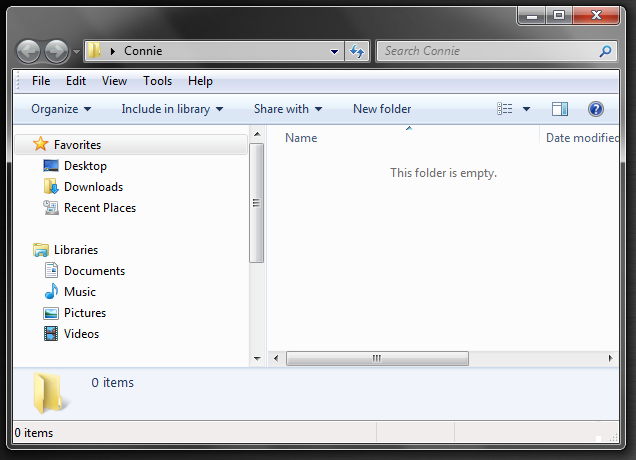 Connie
Search Connie
File Edit View Tools Help
Organize Include in library Share with New folder
Favorites
Desktop
Downloads
Recent Places
Libraries
Documents
Music
Pictures
Videos
Name Date modified
This folder is empty.
0 items
0 items